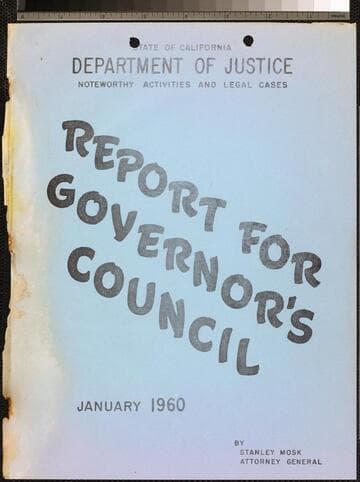 STATE OF CALIFORNIA
DEPARTMENT OF JUSTICE
NOTEWORTHY ACTIVITIES AND LEGAL CASES
REPORT FOR
GOVERNOR'S
COUNCIL
JANUARY 1960
BY
STANLEY MOSK
ATTORNEY GENERAL